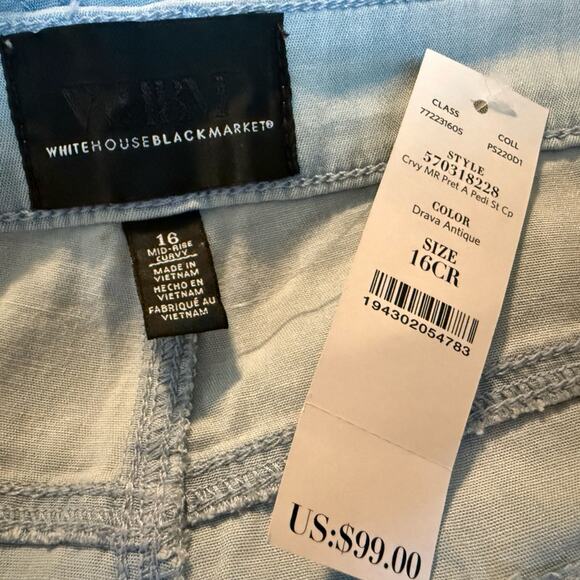 WHBM
WHITEHOUSEBLACKMARKET®
16
MID-RISE
CURVY
MADE IN
VIETNAM
HECHO EN
VIETNAM
FABRIQUÉ AU
VIETNAM
CLASS
772231605
COLL
PS220D1
STYLE
570318228
Crvy MR Pret A Pedi St Cp
COLOR
Drava Antique
SIZE
16CR
194302054783
US:$99.00